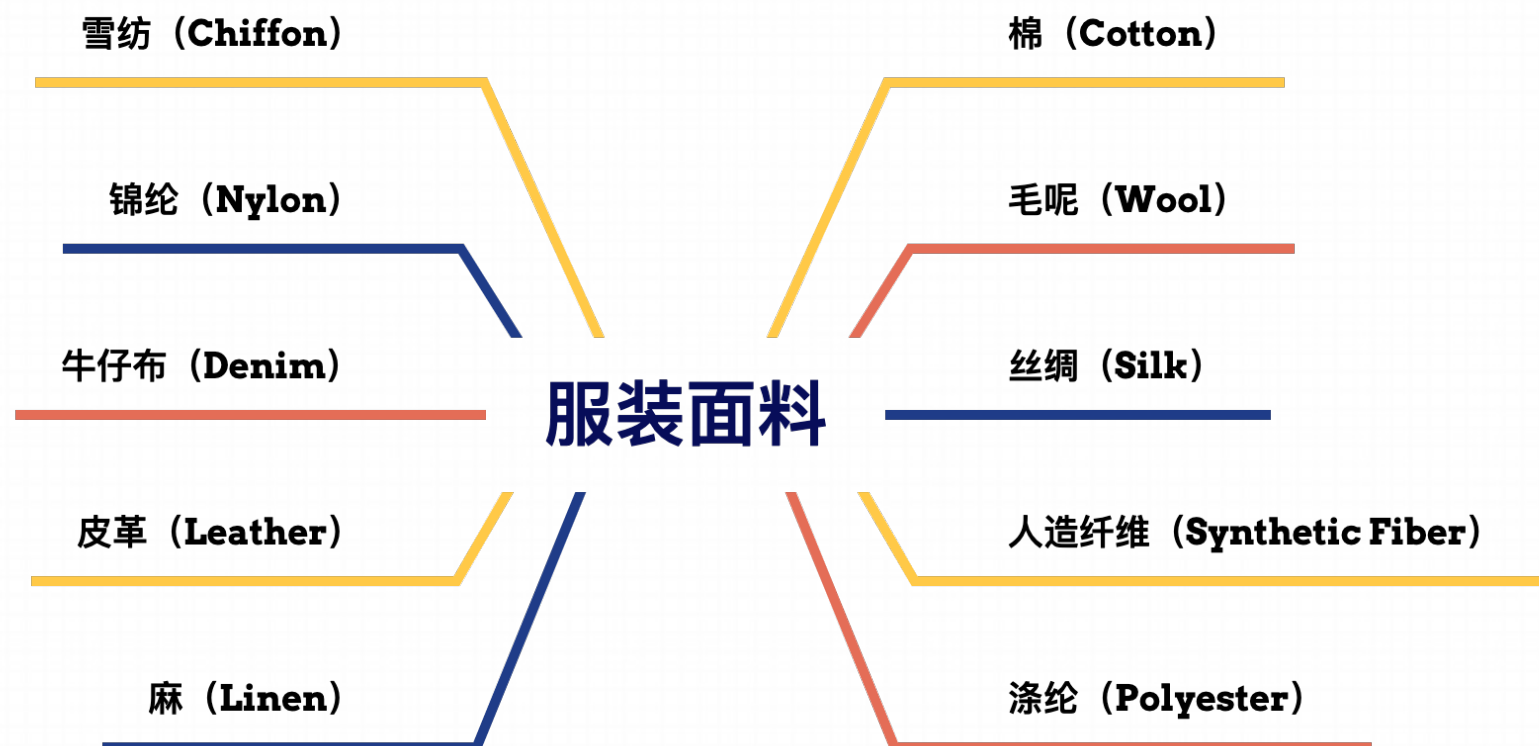 雪纺（Chiffon）
棉（Cotton）
锦纶（Nylon）
毛呢（Wool）
牛仔布（Denim）
丝绸（Silk）
服装面料
皮革（Leather）
人造纤维（Synthetic Fiber）
麻（Linen）
涤纶（Polyester）